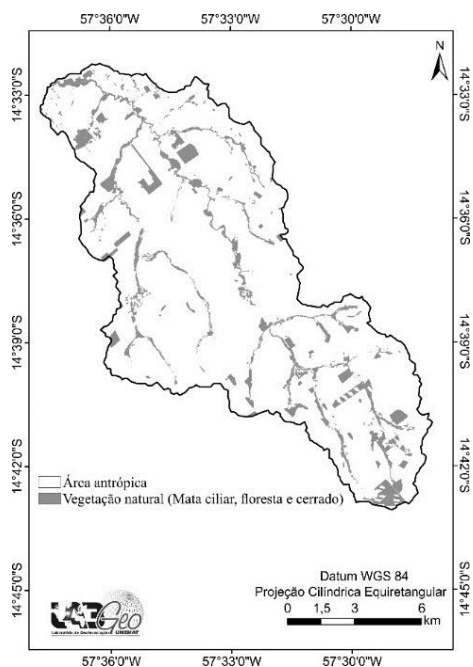 57°36'0"W 57°33'0"W 57°30'0"W
N
14°33'0"S 14°33'0"S
14°36'0"S 14°36'0"S
14°39'0"S 14°39'0"S
14°42'0"S 14°42'0"S
Área antrópica
Vegetação natural (Mata ciliar, floresta e cerrado)
14°45'0"S 14°45'0"S
Datum WGS 84
Projeção Cilíndrica Equiretangular
0 1,5 3 6
km
Geo
UNEMAT
57°36'0"W 57°33'0"W 57°30'0"W